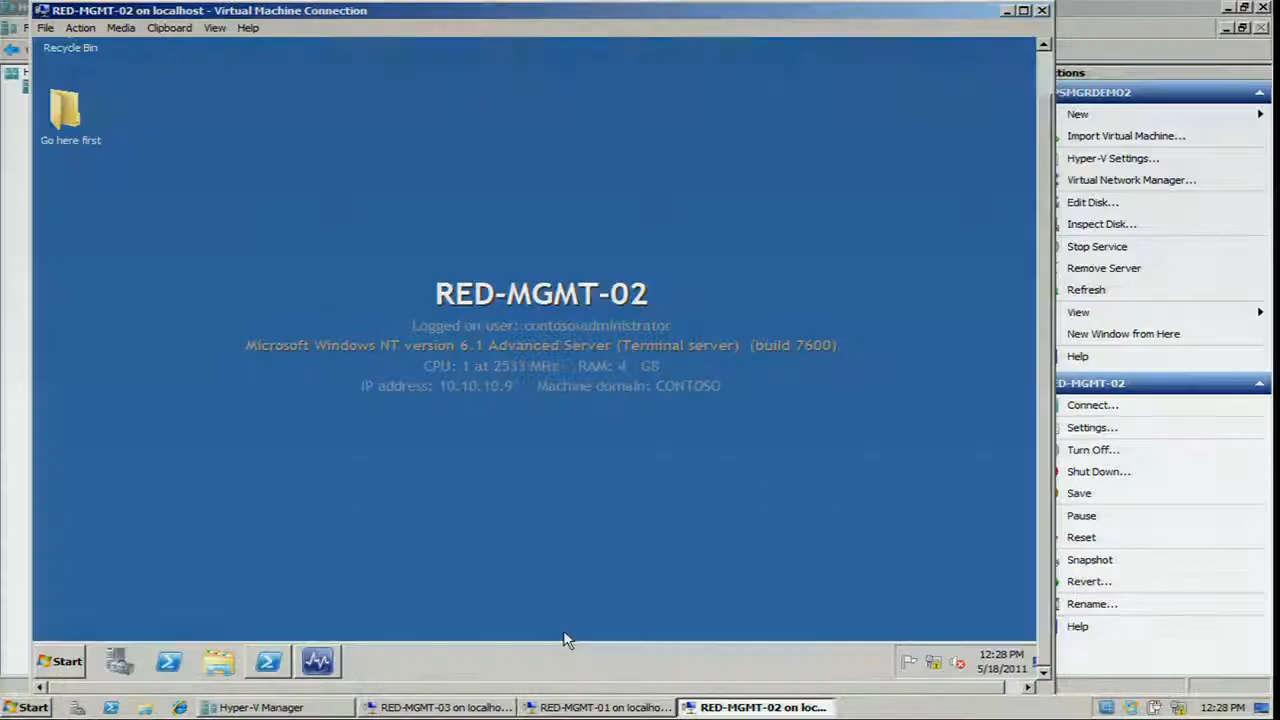 RED-MGMT-02 on localhost - Virtual Machine Connection
File Action Media Clipboard View Help
Recycle Bin
Go here first
RED-MGMT-02
Logged on user: contoso\administrator
Microsoft Windows NT version 6.1 Advanced Server (Terminal server) (build 7600)
CPU: 1 at 2533 MHz RAM: 4 GB
IP address: 10.10.10.9 Machine domain: CONTOSO
Start
12:28 PM
5/18/2011
ctions
PSMGRDEMO2
New
Import Virtual Machine...
Hyper-V Settings...
Virtual Network Manager...
Edit Disk...
Inspect Disk...
Stop Service
Remove Server
Refresh
View
New Window from Here
Help
ED-MGMT-02
Connect...
Settings...
Turn Off...
Shut Down...
Save
Pause
Reset
Snapshot
Revert...
Rename...
Help
Start Hyper-V Manager RED-MGMT-03 on localho... RED-MGMT-01 on localho... RED-MGMT-02 on loc... 12:28 PM